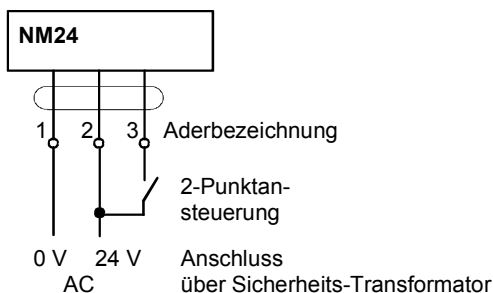 NM24
1 2 3 Aderbezeichnung
2-Punktan-
steuerung
0 V 24 V Anschluss
AC über Sicherheits-Transformator